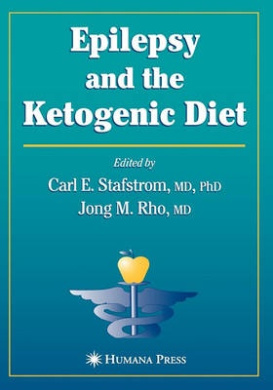 Epilepsy
and the
Ketogenic Diet
Edited by
Carl E. Stafstrom, MD, PhD
Jong M. Rho, MD
HUMANA PRESS